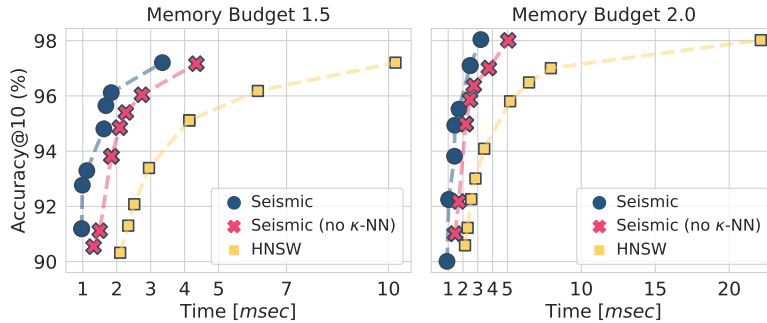 Memory Budget 1.5
Accuracy@10 (%)
98
96
94
92
90
Seismic
Seismic (no κ-NN)
HNSW
1 2 3 4 5 7 10
Time [msec]
Memory Budget 2.0
Seismic
Seismic (no κ-NN)
HNSW
1 2 3 4 5 10 15 20
Time [msec]